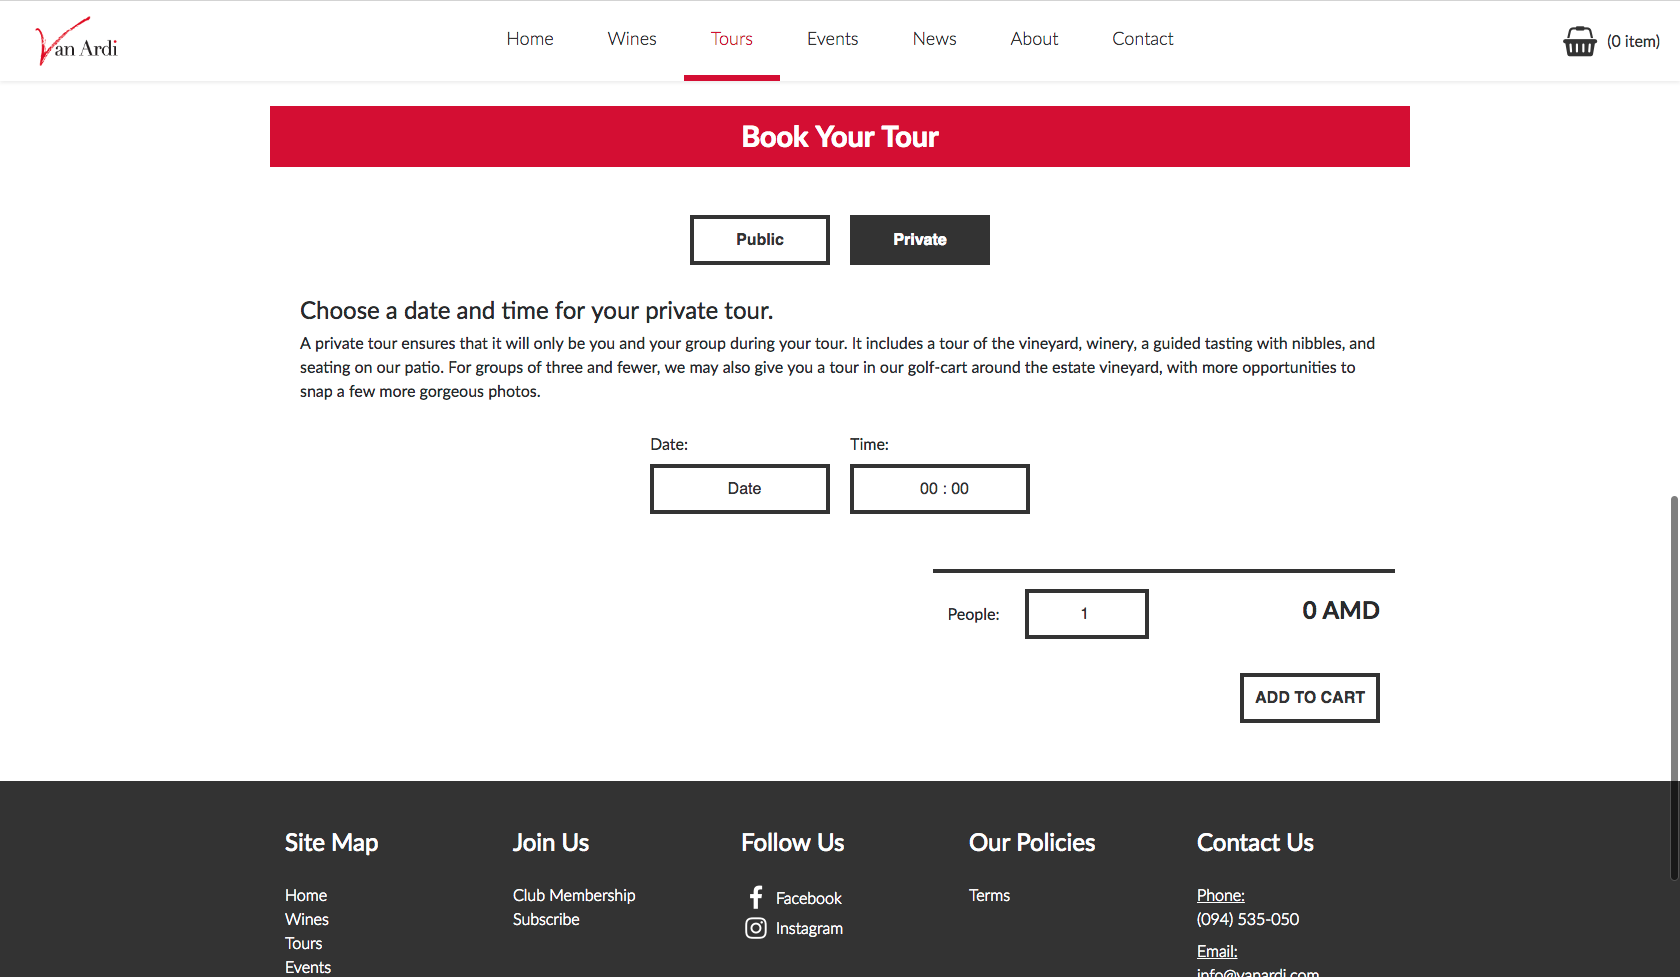 Van Ardi
Home Wines Tours Events News About Contact
(0 item)
Book Your Tour
Public Private
Choose a date and time for your private tour.
A private tour ensures that it will only be you and your group during your tour. It includes a tour of the vineyard, winery, a guided tasting with nibbles, and
seating on our patio. For groups of three and fewer, we may also give you a tour in our golf-cart around the estate vineyard, with more opportunities to
snap a few more gorgeous photos.
Date: Time:
Date 00 : 00
People: 1 0 AMD
ADD TO CART
Site Map
Home
Wines
Tours
Events
Join Us
Club Membership
Subscribe
Follow Us
Facebook
Instagram
Our Policies
Terms
Contact Us
Phone:
(094) 535-050
Email:
info@vanardi.com